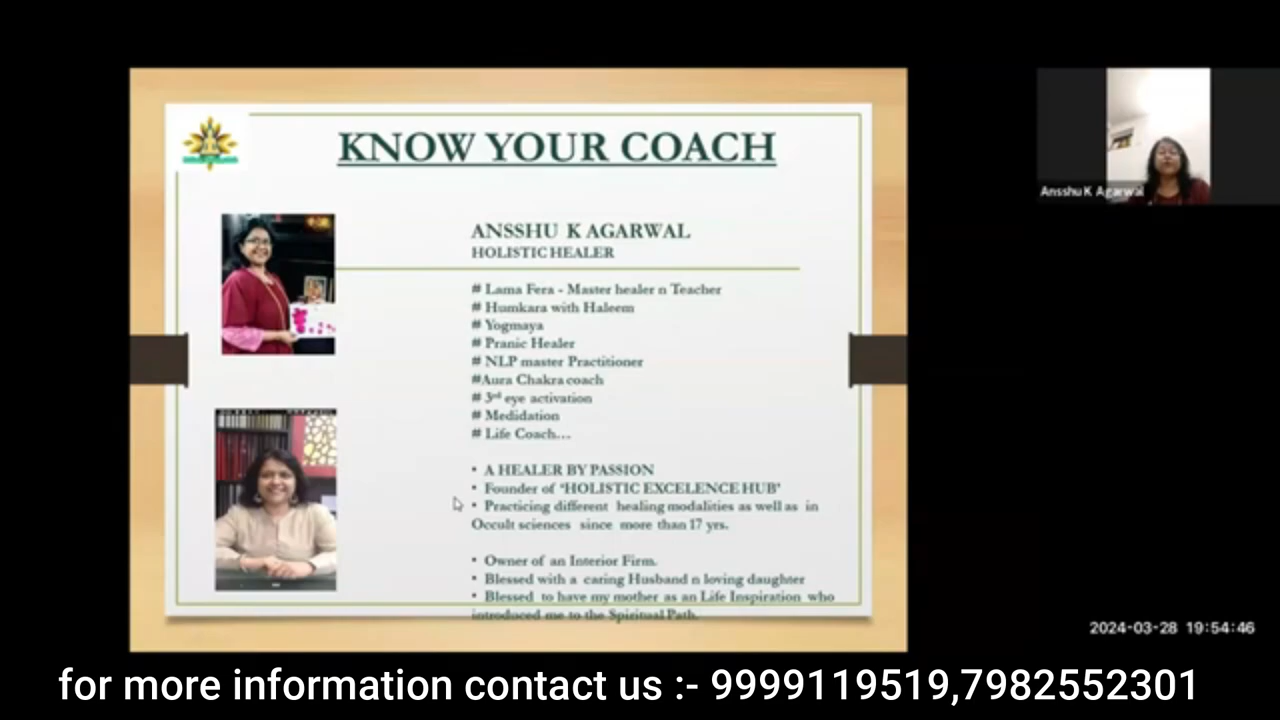 KNOW YOUR COACH
ANSSHU K AGARWAL
HOLISTIC HEALER
# Lama Fera - Master healer n Teacher
# Humkara with Haleem
# Yogmaya
# Pranic Healer
# NLP master Practitioner
#Aura Chakra coach
# 3rd eye activation
# Medidation
# Life Coach...
• A HEALER BY PASSION
• Founder of "HOLISTIC EXCELENCE HUB"
• Practicing different healing modalities as well as in
Occult sciences since more than 17 yrs.
• Owner of an Interior Firm.
• Blessed with a caring Husband n loving daughter
• Blessed to have my mother as an Life Inspiration who
introduced me to the Spiritual Path.
Ansshu K Agarwal
2024-03-28 19:54:46
for more information contact us :- 9999119519,7982552301